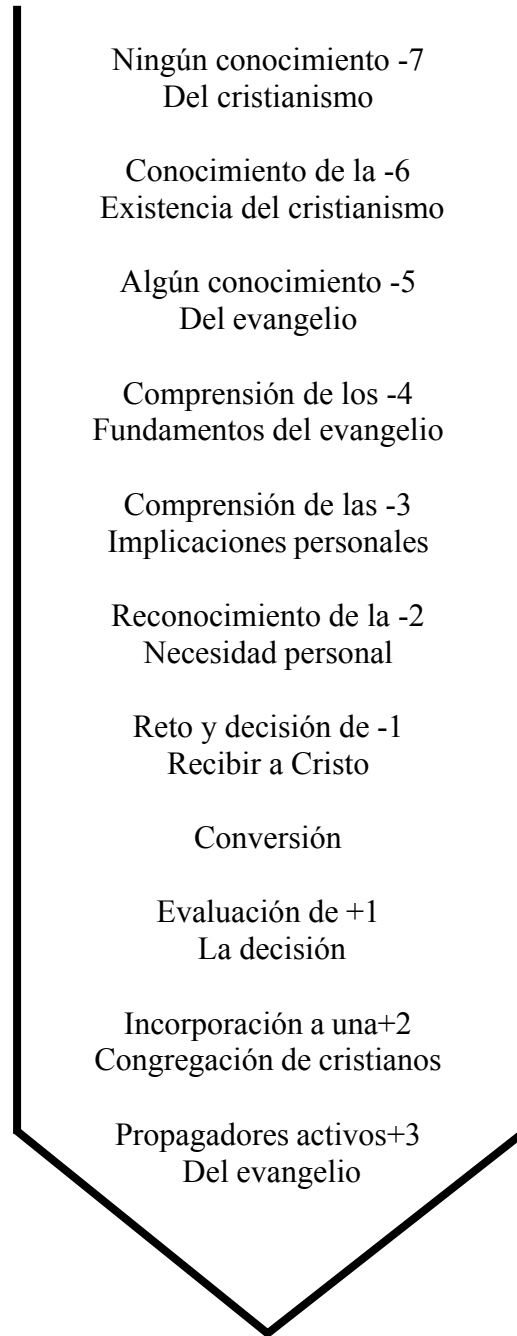 Ningún conocimiento -7
Del cristianismo
Conocimiento de la -6
Existencia del cristianismo
Algún conocimiento -5
Del evangelio
Comprensión de los -4
Fundamentos del evangelio
Comprensión de las -3
Implicaciones personales
Reconocimiento de la -2
Necesidad personal
Reto y decisión de -1
Recibir a Cristo
Conversión
Evaluación de +1
La decisión
Incorporación a una+2
Congregación de cristianos
Propagadores activos+3
Del evangelio